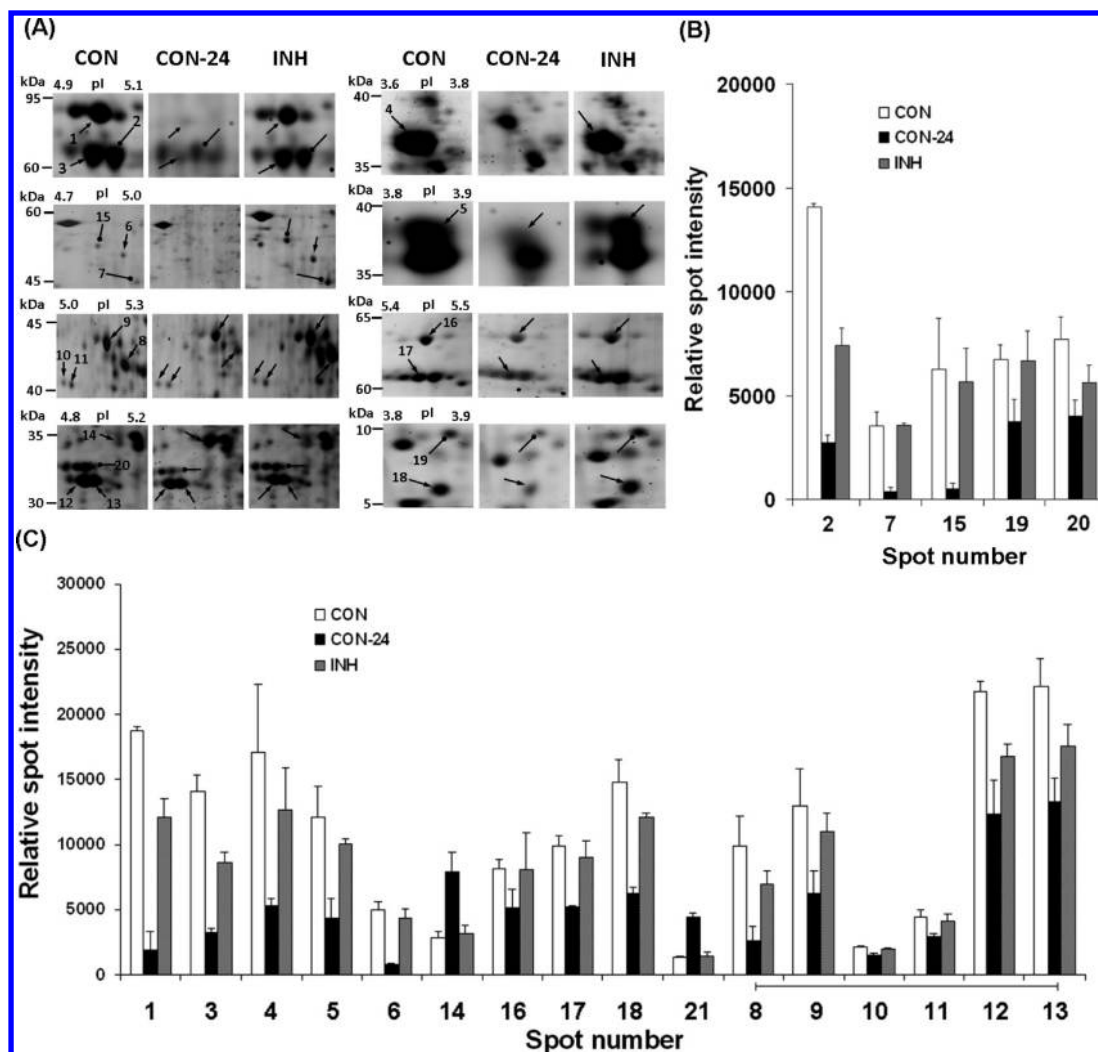 (A)
CON CON-24 INH
kDa 4.9 pI 5.1
95
1 2
3
60
4.7 pI 5.0
60
15 6
7
45
kDa 5.0 pI 5.3
45
9
8
10 11
40
kDa 4.8 pI 5.2
35
14
20
12 13
30
CON CON-24 INH
kDa 3.6 pI 3.8
40
4
35
3.8 pI 3.9
40
5
35
kDa 5.4 pI 5.5
65
16
17
60
kDa 3.8 pI 3.9
10
19
18
5
(B)
Relative spot intensity
20000
15000
10000
5000
0
CON
CON-24
INH
2 7 15 19 20
Spot number
(C)
Relative spot intensity
30000
25000
20000
15000
10000
5000
0
CON
CON-24
INH
1 3 4 5 6 14 16 17 18 21 8 9 10 11 12 13
Spot number